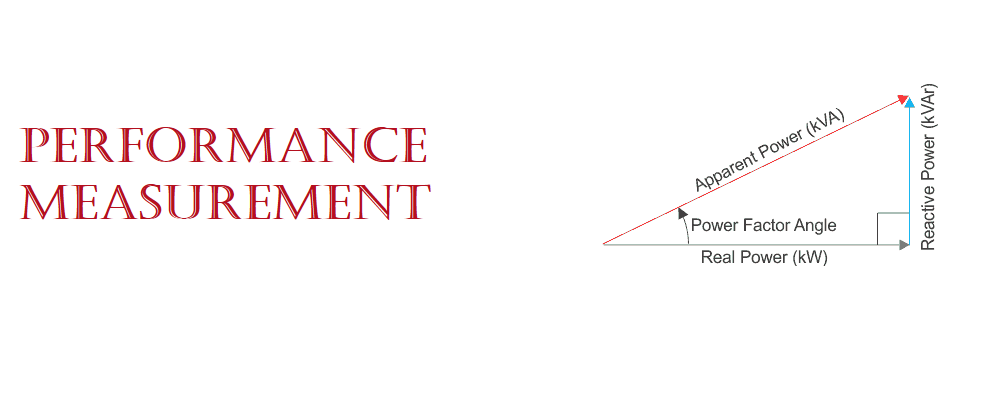 PERFORMANCE
MEASUREMENT
Apparent Power (kVA)
Reactive Power (kVAr)
Power Factor Angle
Real Power (kW)